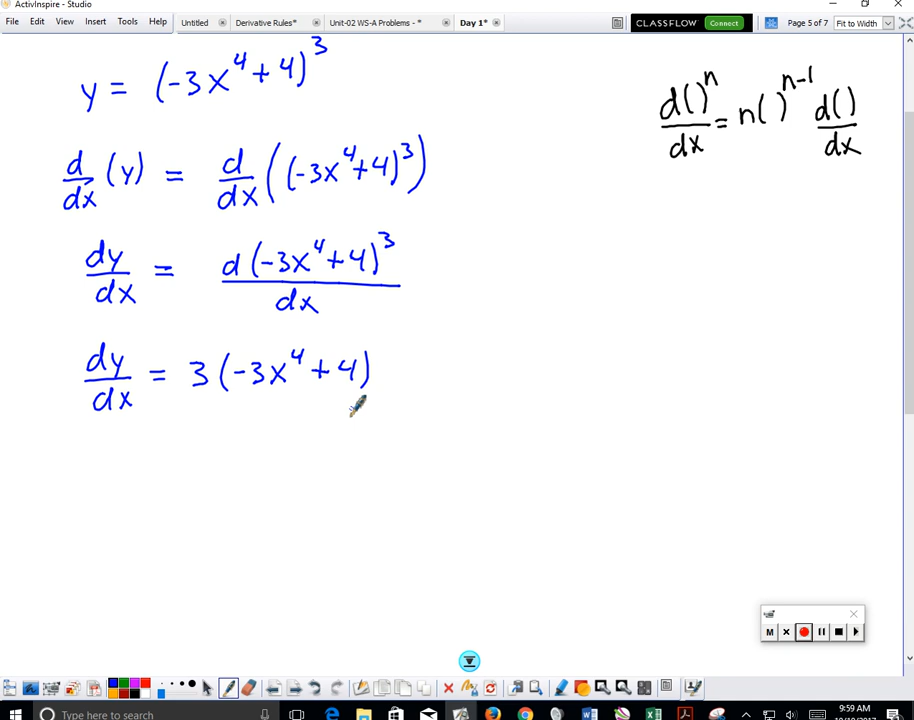 ActivInspire - Studio
File Edit View Insert Tools Help Untitled Derivative Rules* Unit-02 WS-A Problems - * Day 1* CLASSFLOW Connect Page 5 of 7 Fit to Width
y = (-3x⁴+4)³
d( )ⁿ/dx = n( )ⁿ⁻¹ d( )/dx
d/dx (y) = d/dx ((-3x⁴+4)³)
dy/dx = d(-3x⁴+4)³/dx
dy/dx = 3(-3x⁴+4)
M
Type here to search
9:59 AM